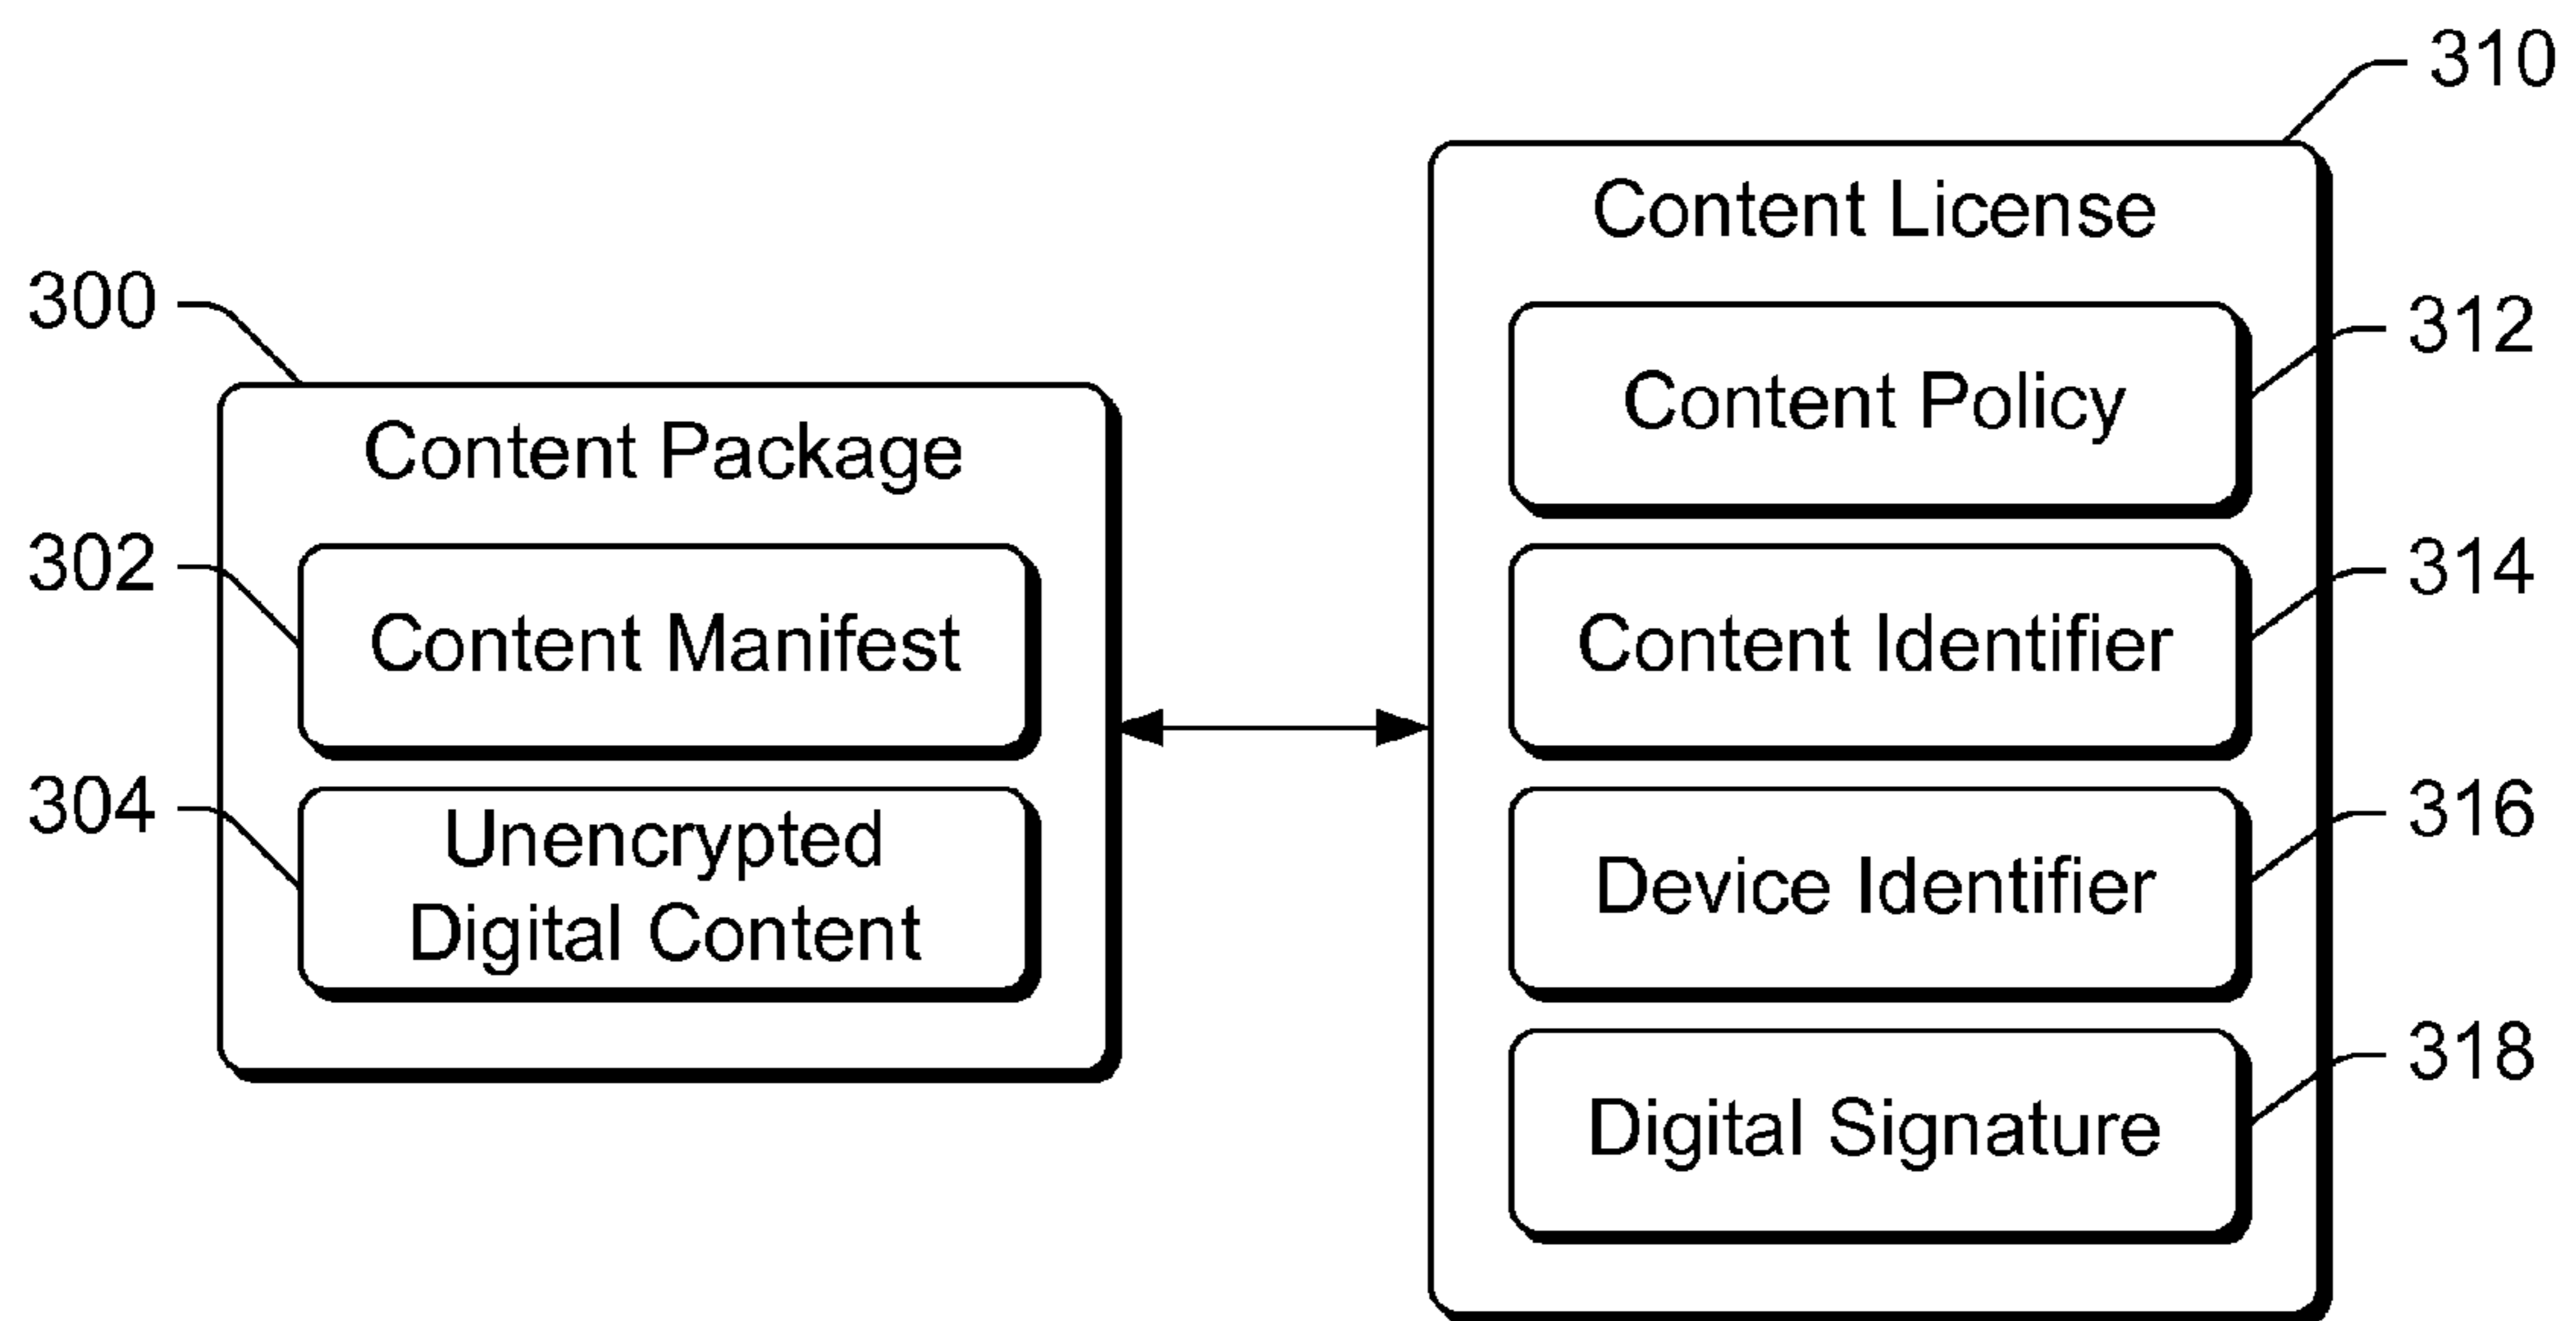 310
Content License
300
312
Content Policy
Content Package
302
314
Content Manifest
Content Identifier
304
316
Unencrypted
Digital Content
Device Identifier
318
Digital Signature